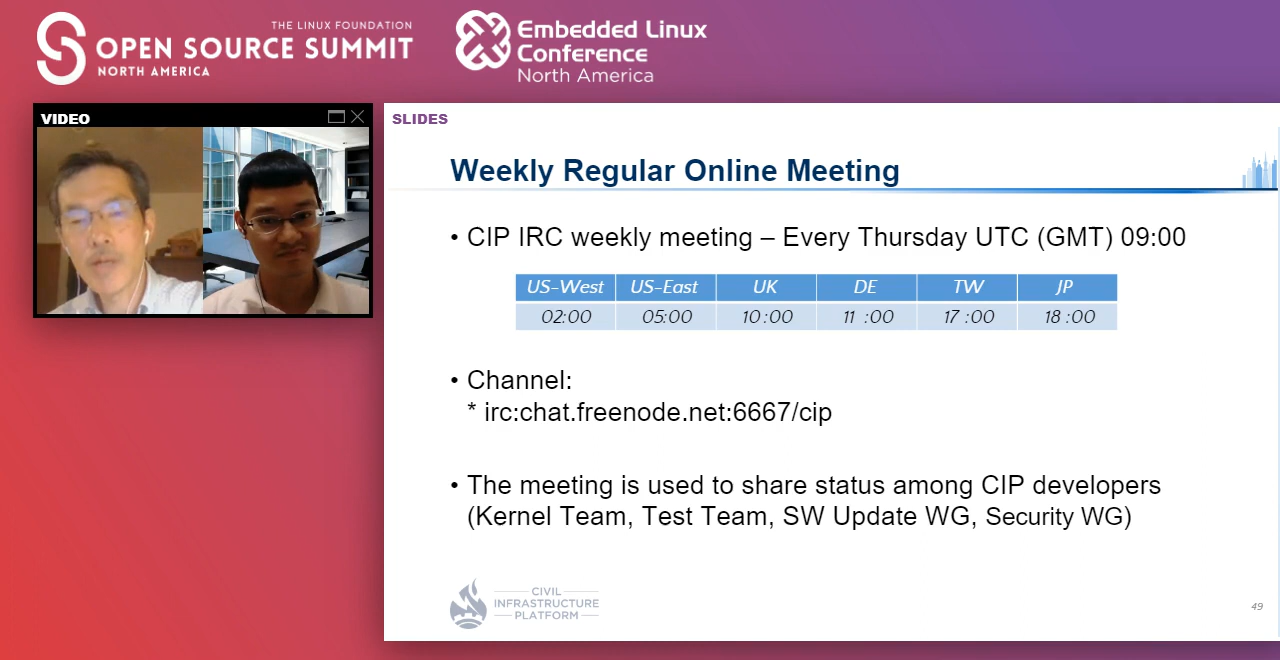 THE LINUX FOUNDATION
OPEN SOURCE SUMMIT
NORTH AMERICA
Embedded Linux
Conference
North America
VIDEO
SLIDES
Weekly Regular Online Meeting
• CIP IRC weekly meeting – Every Thursday UTC (GMT) 09:00
US-West US-East UK DE TW JP
02:00 05:00 10:00 11 :00 17 :00 18 :00
• Channel:
* irc:chat.freenode.net:6667/cip
• The meeting is used to share status among CIP developers
(Kernel Team, Test Team, SW Update WG, Security WG)
CIVIL
INFRASTRUCTURE
PLATFORM
49